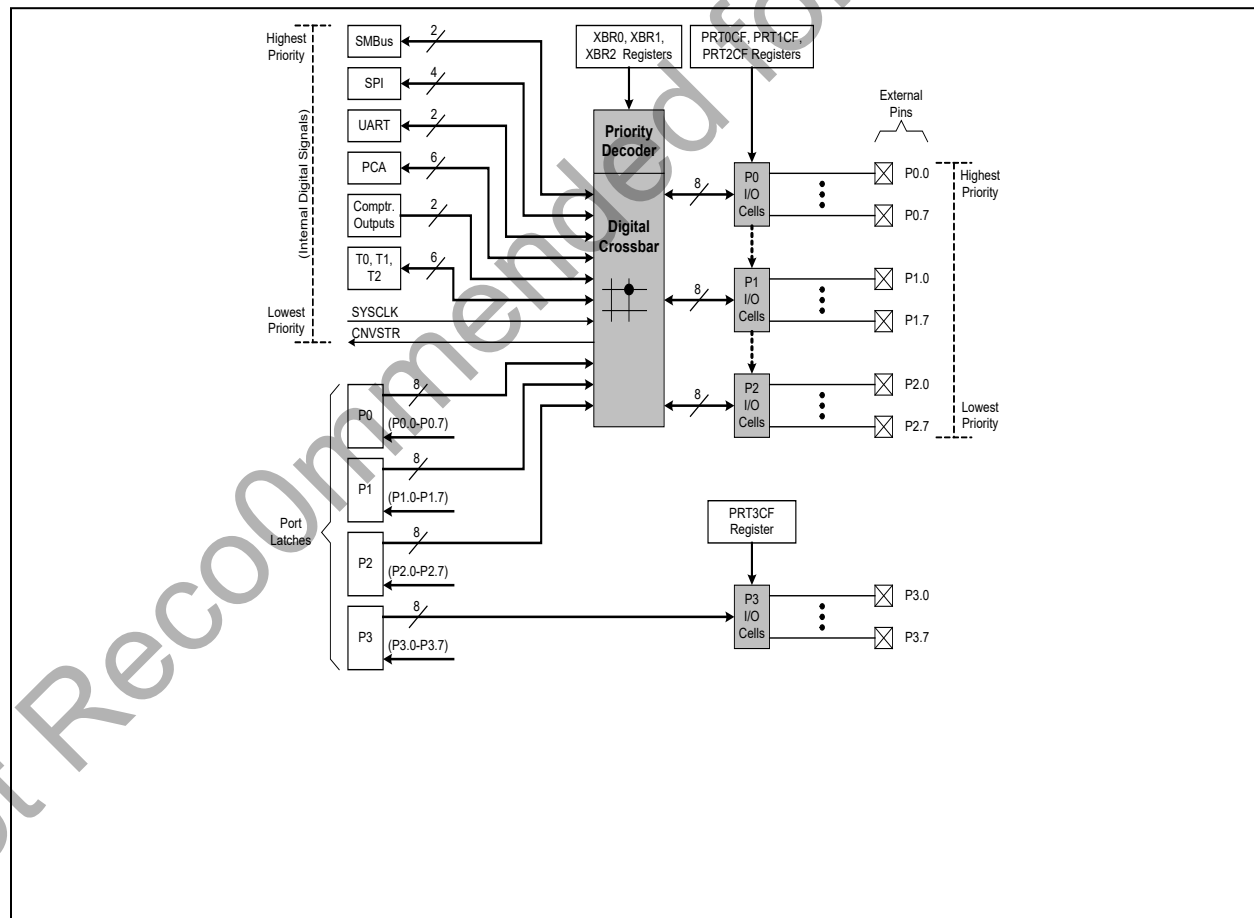 Highest
Priority
(Internal Digital Signals)
Lowest
Priority
SMBus
2
SPI
4
UART
2
PCA
6
Comptr.
Outputs
2
T0, T1,
T2
6
SYSCLK
CNVSTR
XBR0, XBR1,
XBR2 Registers
PRT0CF, PRT1CF,
PRT2CF Registers
Priority
Decoder
Digital
Crossbar
8
P0
I/O
Cells
8
P1
I/O
Cells
8
P2
I/O
Cells
External
Pins
P0.0
P0.7
P1.0
P1.7
P2.0
P2.7
Highest
Priority
Lowest
Priority
Port
Latches
P0
8
(P0.0-P0.7)
P1
8
(P1.0-P1.7)
P2
8
(P2.0-P2.7)
P3
8
(P3.0-P3.7)
PRT3CF
Register
P3
I/O
Cells
P3.0
P3.7
Reco0mmended